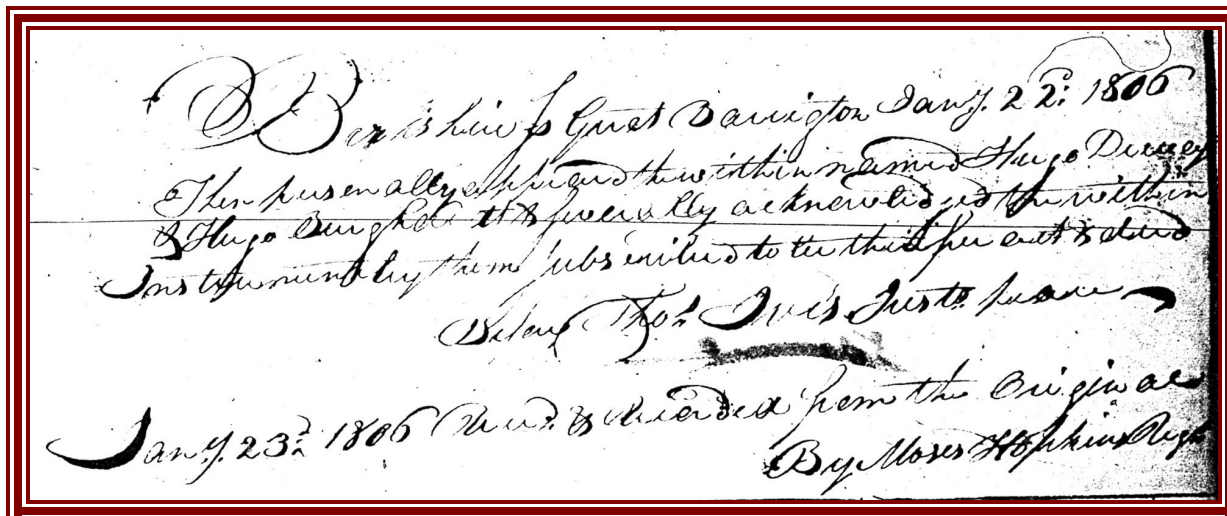 Berkshire Ss Great Barrington Jany. 22d: 1806
Then personally appeared the within named Hugo Dewey
& Hugo Burghardt & severally acknowledged the within
Instrument by them subscribed to be their free act & deed
Before Thos. Ives Just. peace
Jany. 23d. 1806 Recd. & recorded from the Original
By Moses Hopkins Regr